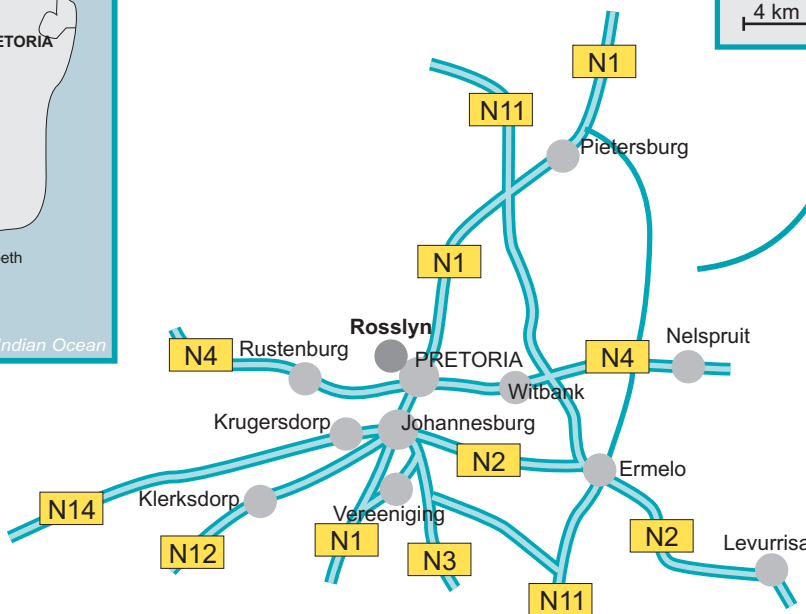 4 km
ETORIA
N1
N11
Pietersburg
eth
N1
Indian Ocean
Rosslyn
N4
Rustenburg
PRETORIA
N4
Nelspruit
Witbank
Krugersdorp
Johannesburg
N2
Ermelo
Klerksdorp
N14
Vereeniging
N12
N1
N3
N2
Levurrisa
N11